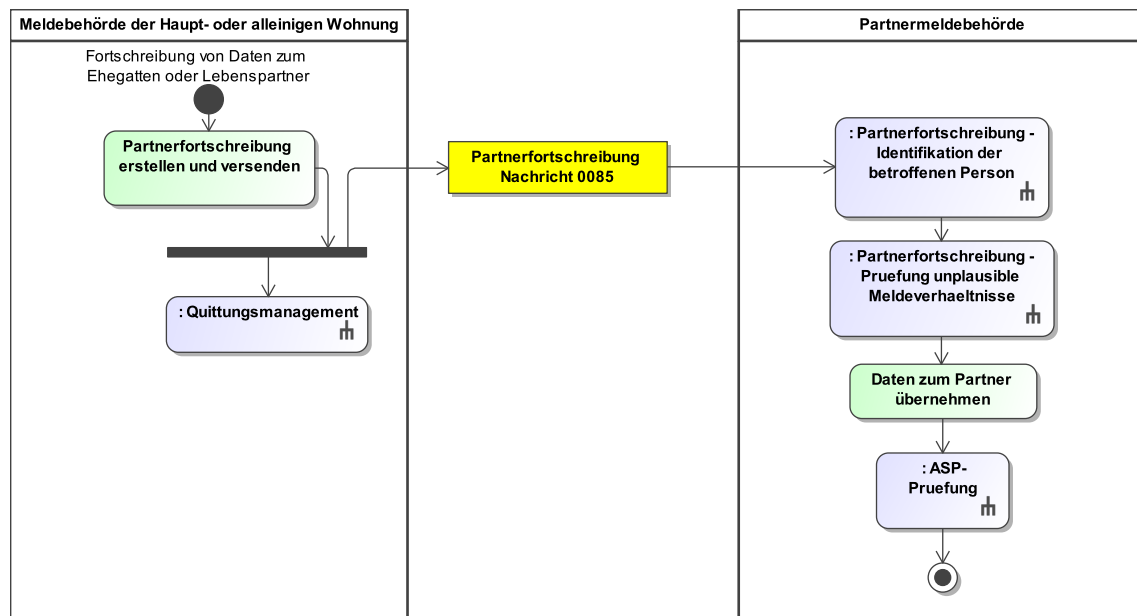 Meldebehörde der Haupt- oder alleinigen Wohnung
Fortschreibung von Daten zum
Ehegatten oder Lebenspartner
Partnerfortschreibung
erstellen und versenden
: Quittungsmanagement
Partnerfortschreibung
Nachricht 0085
Partnermeldebehörde
: Partnerfortschreibung -
Identifikation der
betroffenen Person
: Partnerfortschreibung -
Pruefung unplausible
Meldeverhaeltnisse
Daten zum Partner
übernehmen
: ASP-
Pruefung